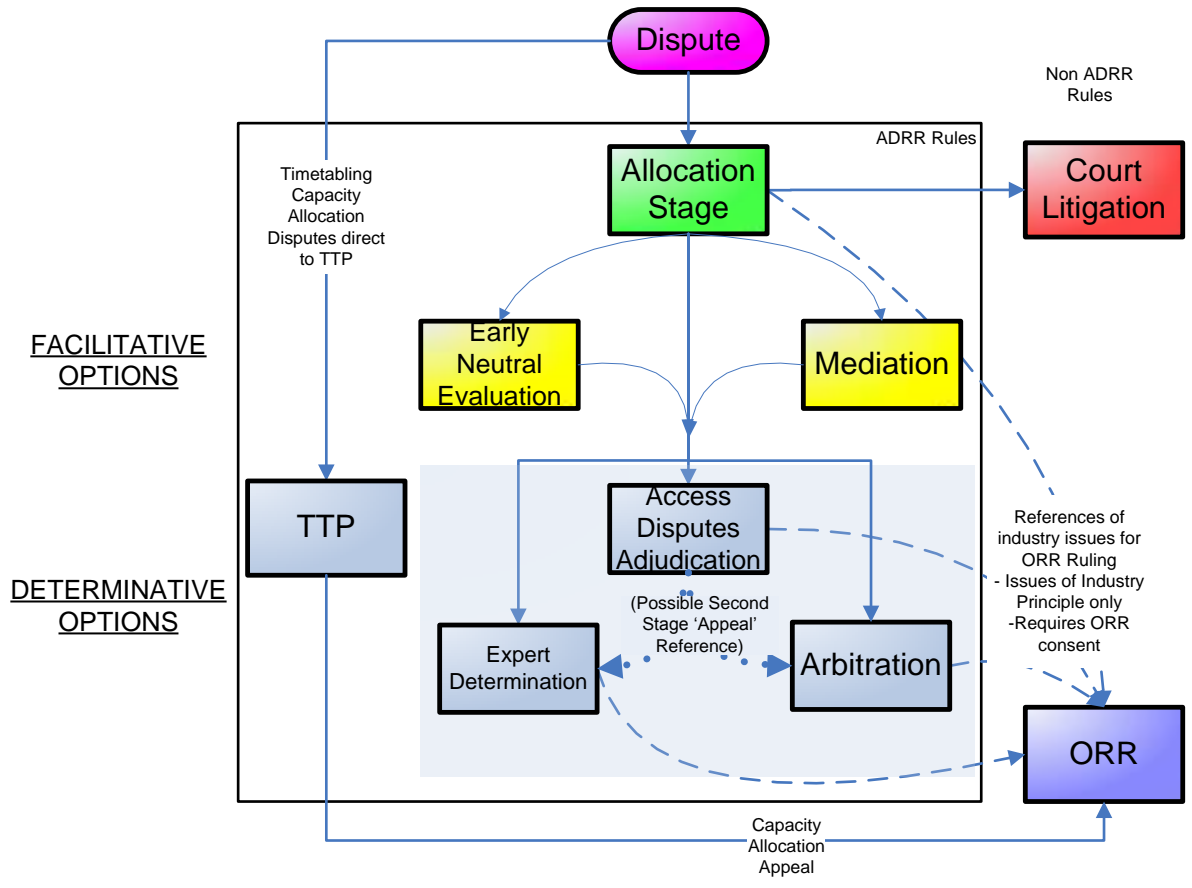 Dispute
Non ADRR
Rules
ADRR Rules
Allocation
Stage
Court
Litigation
Timetabling
Capacity
Allocation
Disputes direct
to TTP
FACILITATIVE
OPTIONS
Early
Neutral
Evaluation
Mediation
TTP
Access
Disputes
Adjudication
References of
industry issues for
ORR Ruling
- Issues of Industry
Principle only
-Requires ORR
consent
DETERMINATIVE
OPTIONS
(Possible Second
Stage ‘Appeal’
Reference)
Expert
Determination
Arbitration
ORR
Capacity
Allocation
Appeal